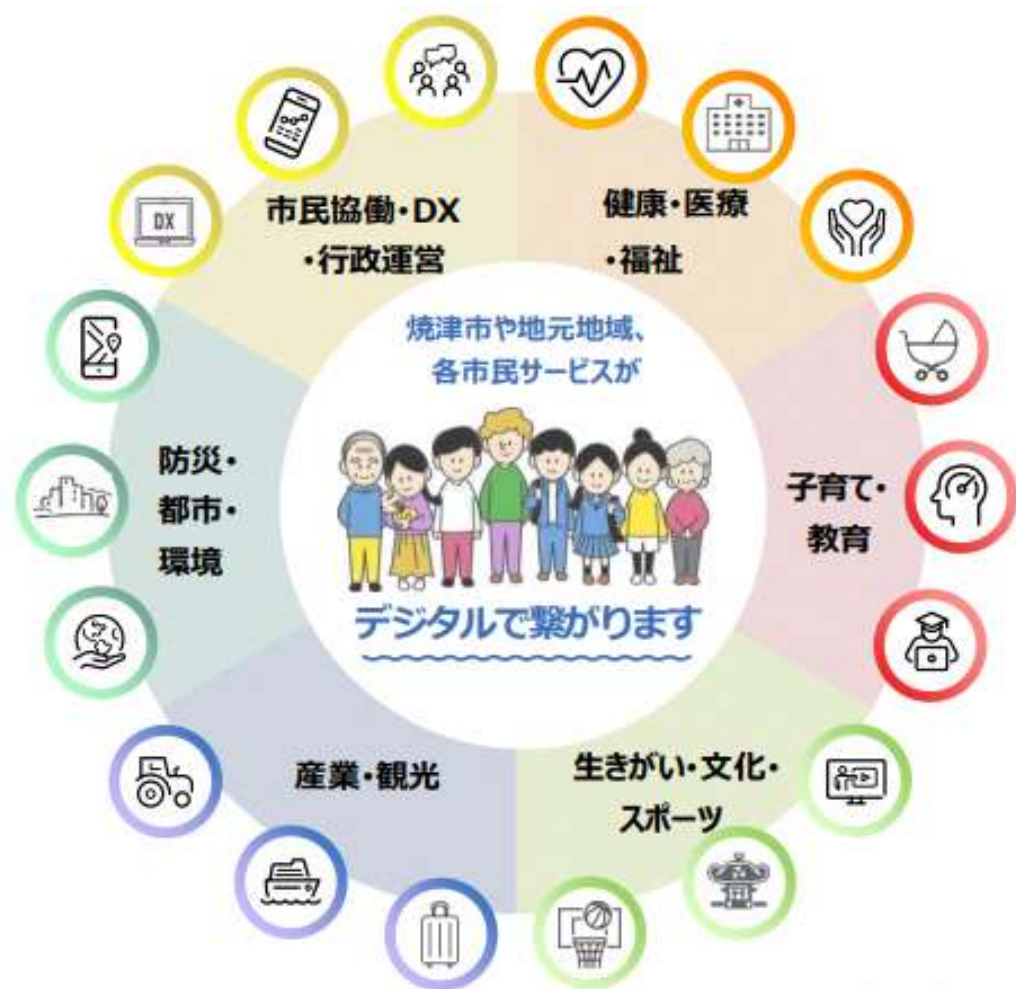 市民協働・DX
・行政運営
健康・医療
・福祉
DX
焼津市や地元地域、
各市民サービスが
防災・
都市・
環境
子育て・
教育
デジタルで繋がります
産業・観光
生きがい・文化・
スポーツ